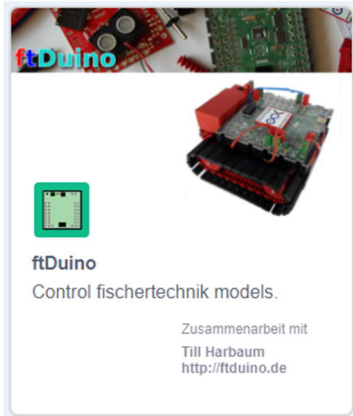 ftDuino
ftDuino
Control fischertechnik models.
Zusammenarbeit mit
Till Harbaum
http://ftduino.de